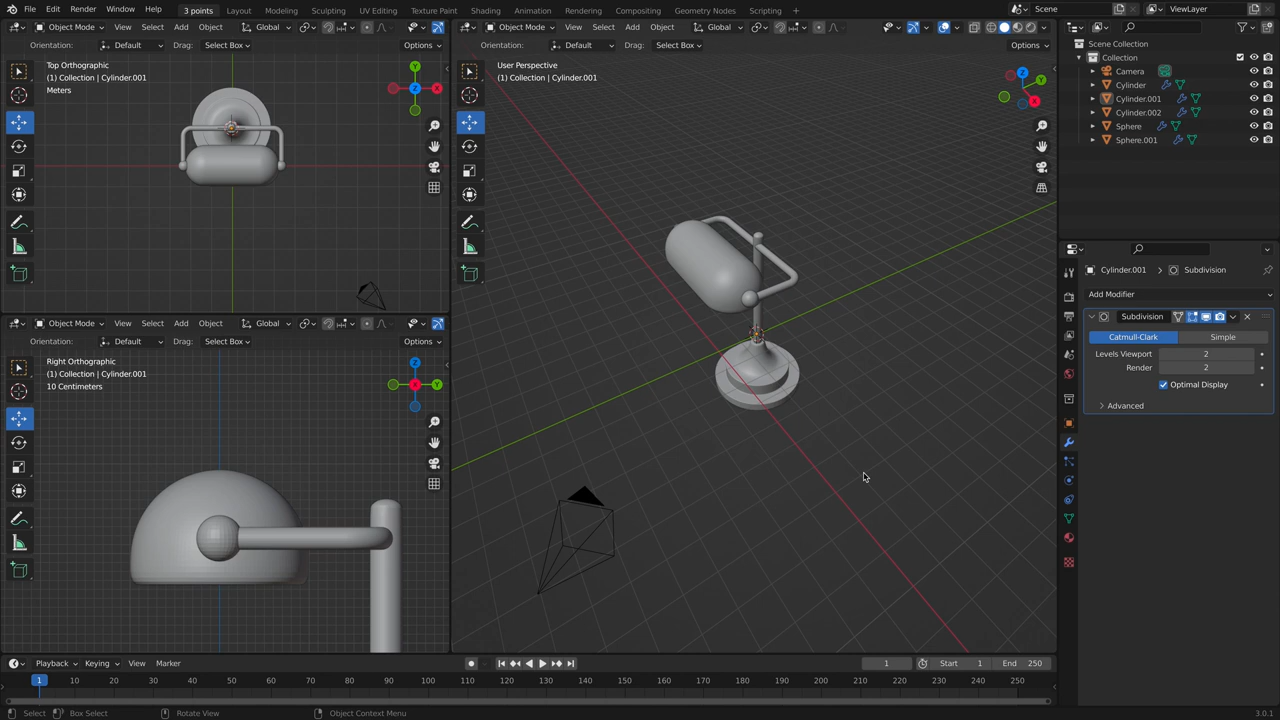 File Edit Render Window Help 3 points Layout Modeling Sculpting UV Editing Texture Paint Shading Animation Rendering Compositing Geometry Nodes Scripting Scene ViewLayer
Object Mode View Select Add Object Global
Orientation: Default Drag: Select Box Options
Top Orthographic
(1) Collection | Cylinder.001
Meters
Y
Z
X
Object Mode View Select Add Object Global
Orientation: Default Drag: Select Box Options
Right Orthographic
(1) Collection | Cylinder.001
10 Centimeters
Z
X
Y
Object Mode View Select Add Object Global
Orientation: Default Drag: Select Box Options
User Perspective
(1) Collection | Cylinder.001
Z
Y
X
Scene Collection
Collection
Camera
Cylinder
Cylinder.001
Cylinder.002
Sphere
Sphere.001
Cylinder.001 > Subdivision
Add Modifier
Subdivision
Catmull-Clark Simple
Levels Viewport 2
Render 2
Optimal Display
Advanced
Playback Keying View Marker 1 Start 1 End 250
1 10 20 30 40 50 60 70 80 90 100 110 120 130 140 150 160 170 180 190 200 210 220 230 240 250
Select Box Select Rotate View Object Context Menu 3.0.1